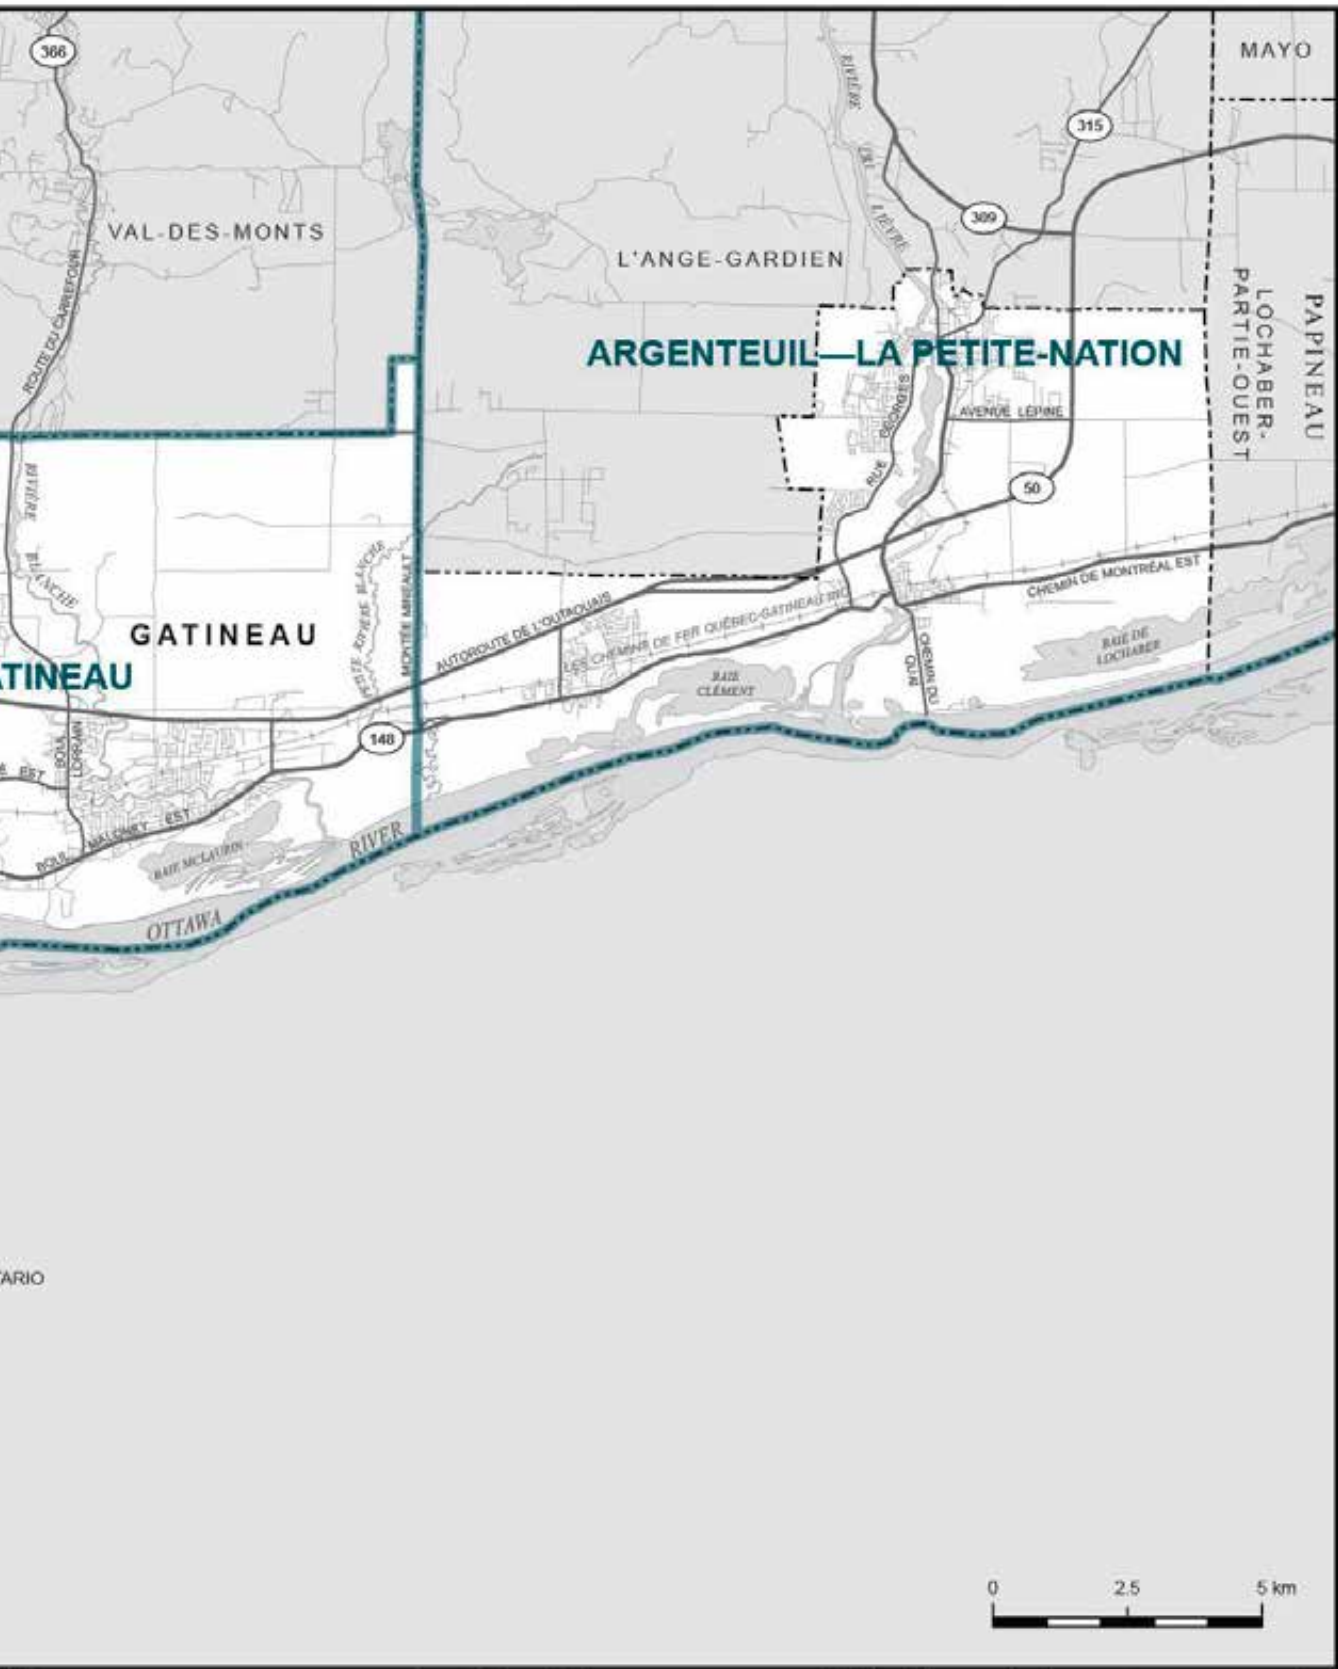 366
MAYO
315
RIVIÈRE
DU
LIÈVRE
309
VAL-DES-MONTS
L'ANGE-GARDIEN
ROUTE DU CARREFOUR
LOCHABER-
PARTIE-OUEST
PAPINEAU
ARGENTEUIL—LA PETITE-NATION
RUE GEORGES
AVENUE LÉPINE
50
RIVIÈRE
BLANCHE
PETITE RIVIÈRE BLANCHE
MONTÉE MINEAULT
GATINEAU
ATINEAU
AUTOROUTE DE L'OUTAOUAIS
LES CHEMINS DE FER QUÉBEC-GATINEAU INC
CHEMIN DE MONTRÉAL EST
BAIE DE
LOCHABER
BAIE
CLÉMENT
CHEMIN DU
QUAI
148
BOUL
LORRAIN
EST
BOUL MALONEY EST
BAIE MCLAURIN
OTTAWA RIVER
TARIO
0 2.5 5 km